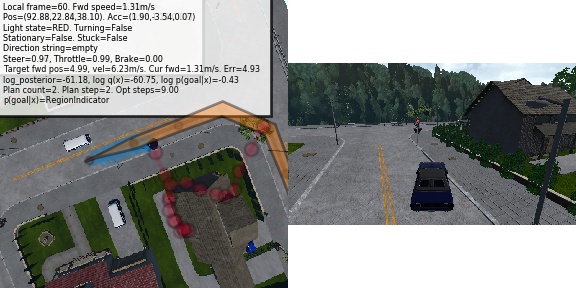 Local frame=60. Fwd speed=1.31m/s
Pos=(92.88,22.84,38.10). Acc=(1.90,-3.54,0.07)
Light state=RED. Turning=False
Stationary=False. Stuck=False
Direction string=empty
Steer=0.97, Throttle=0.99, Brake=0.00
Target fwd pos=4.99, vel=6.23m/s. Cur fwd=1.31m/s. Err=4.93
log_posterior=-61.18, log q(x)=-60.75, log p(goal|x)=-0.43
Plan count=2. Plan step=2. Opt steps=9.00
p(goal|x)=RegionIndicator